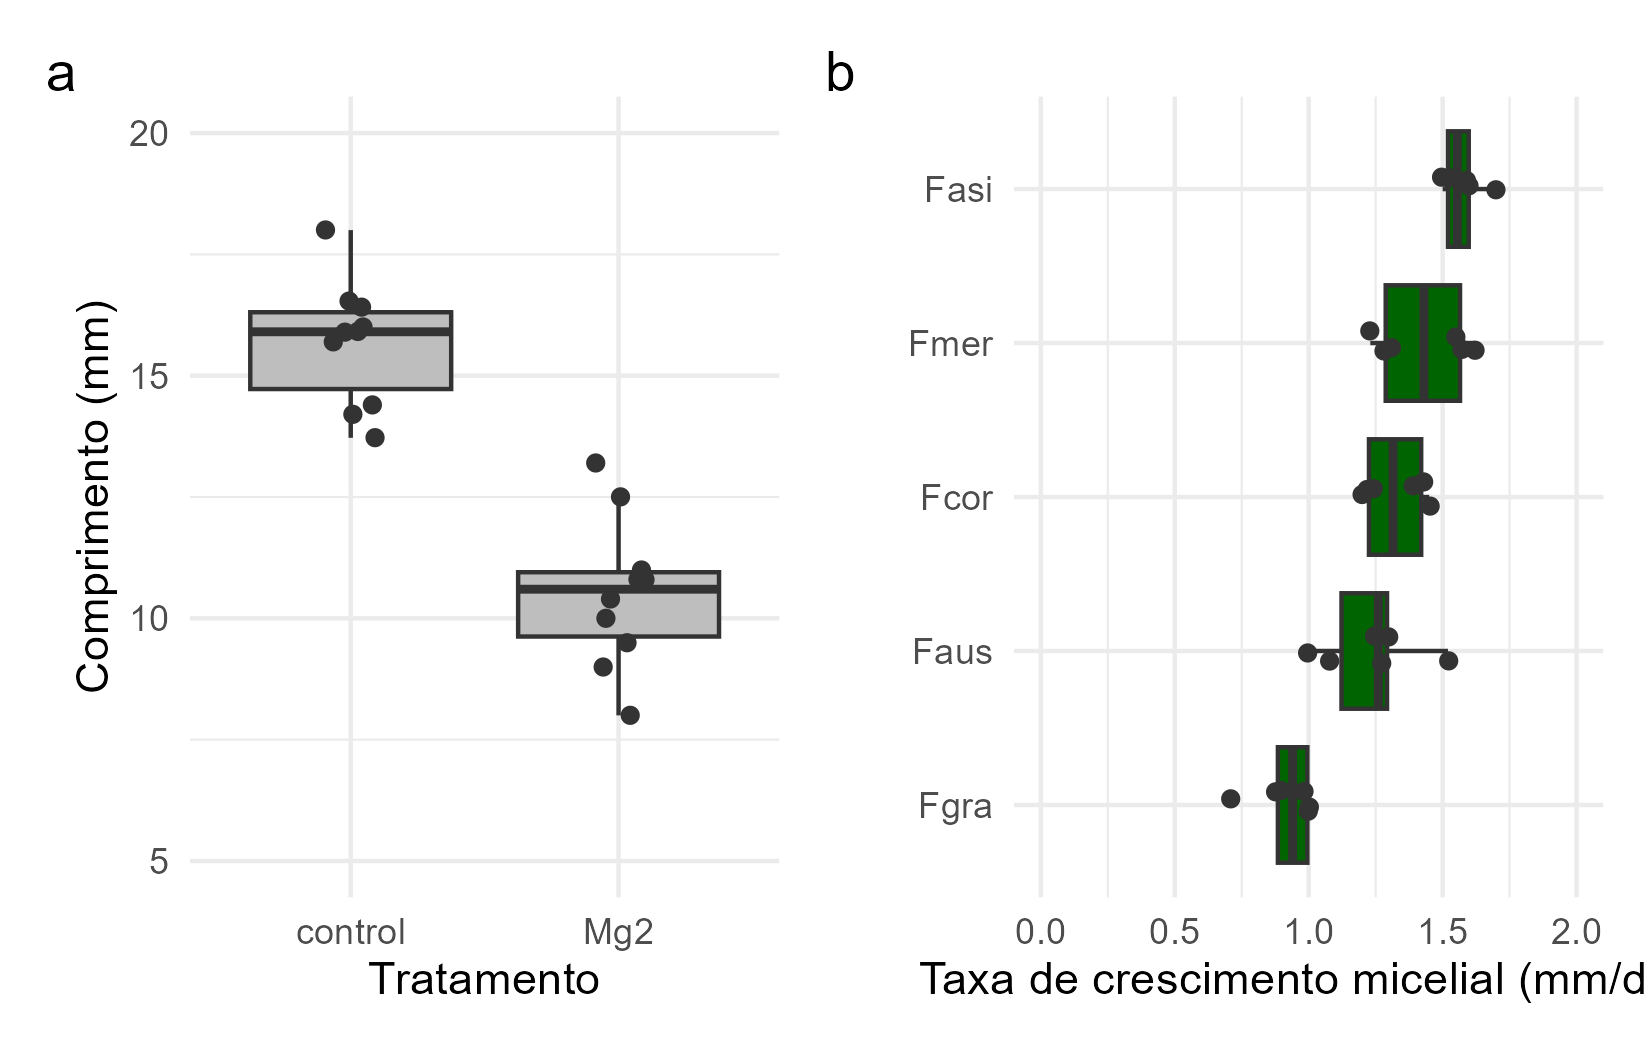 a
20
15
10
5
Comprimento (mm)
control Mg2
Tratamento
b
Fasi
Fmer
Fcor
Faus
Fgra
0.0 0.5 1.0 1.5 2.0
Taxa de crescimento micelial (mm/d